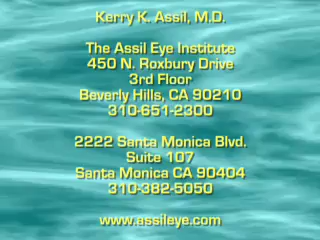 Kerry K. Assil, M.D.
The Assil Eye Institute
450 N. Roxbury Drive
3rd Floor
Beverly Hills, CA 90210
310-651-2300
2222 Santa Monica Blvd.
Suite 107
Santa Monica CA 90404
310-382-5050
www.assileye.com